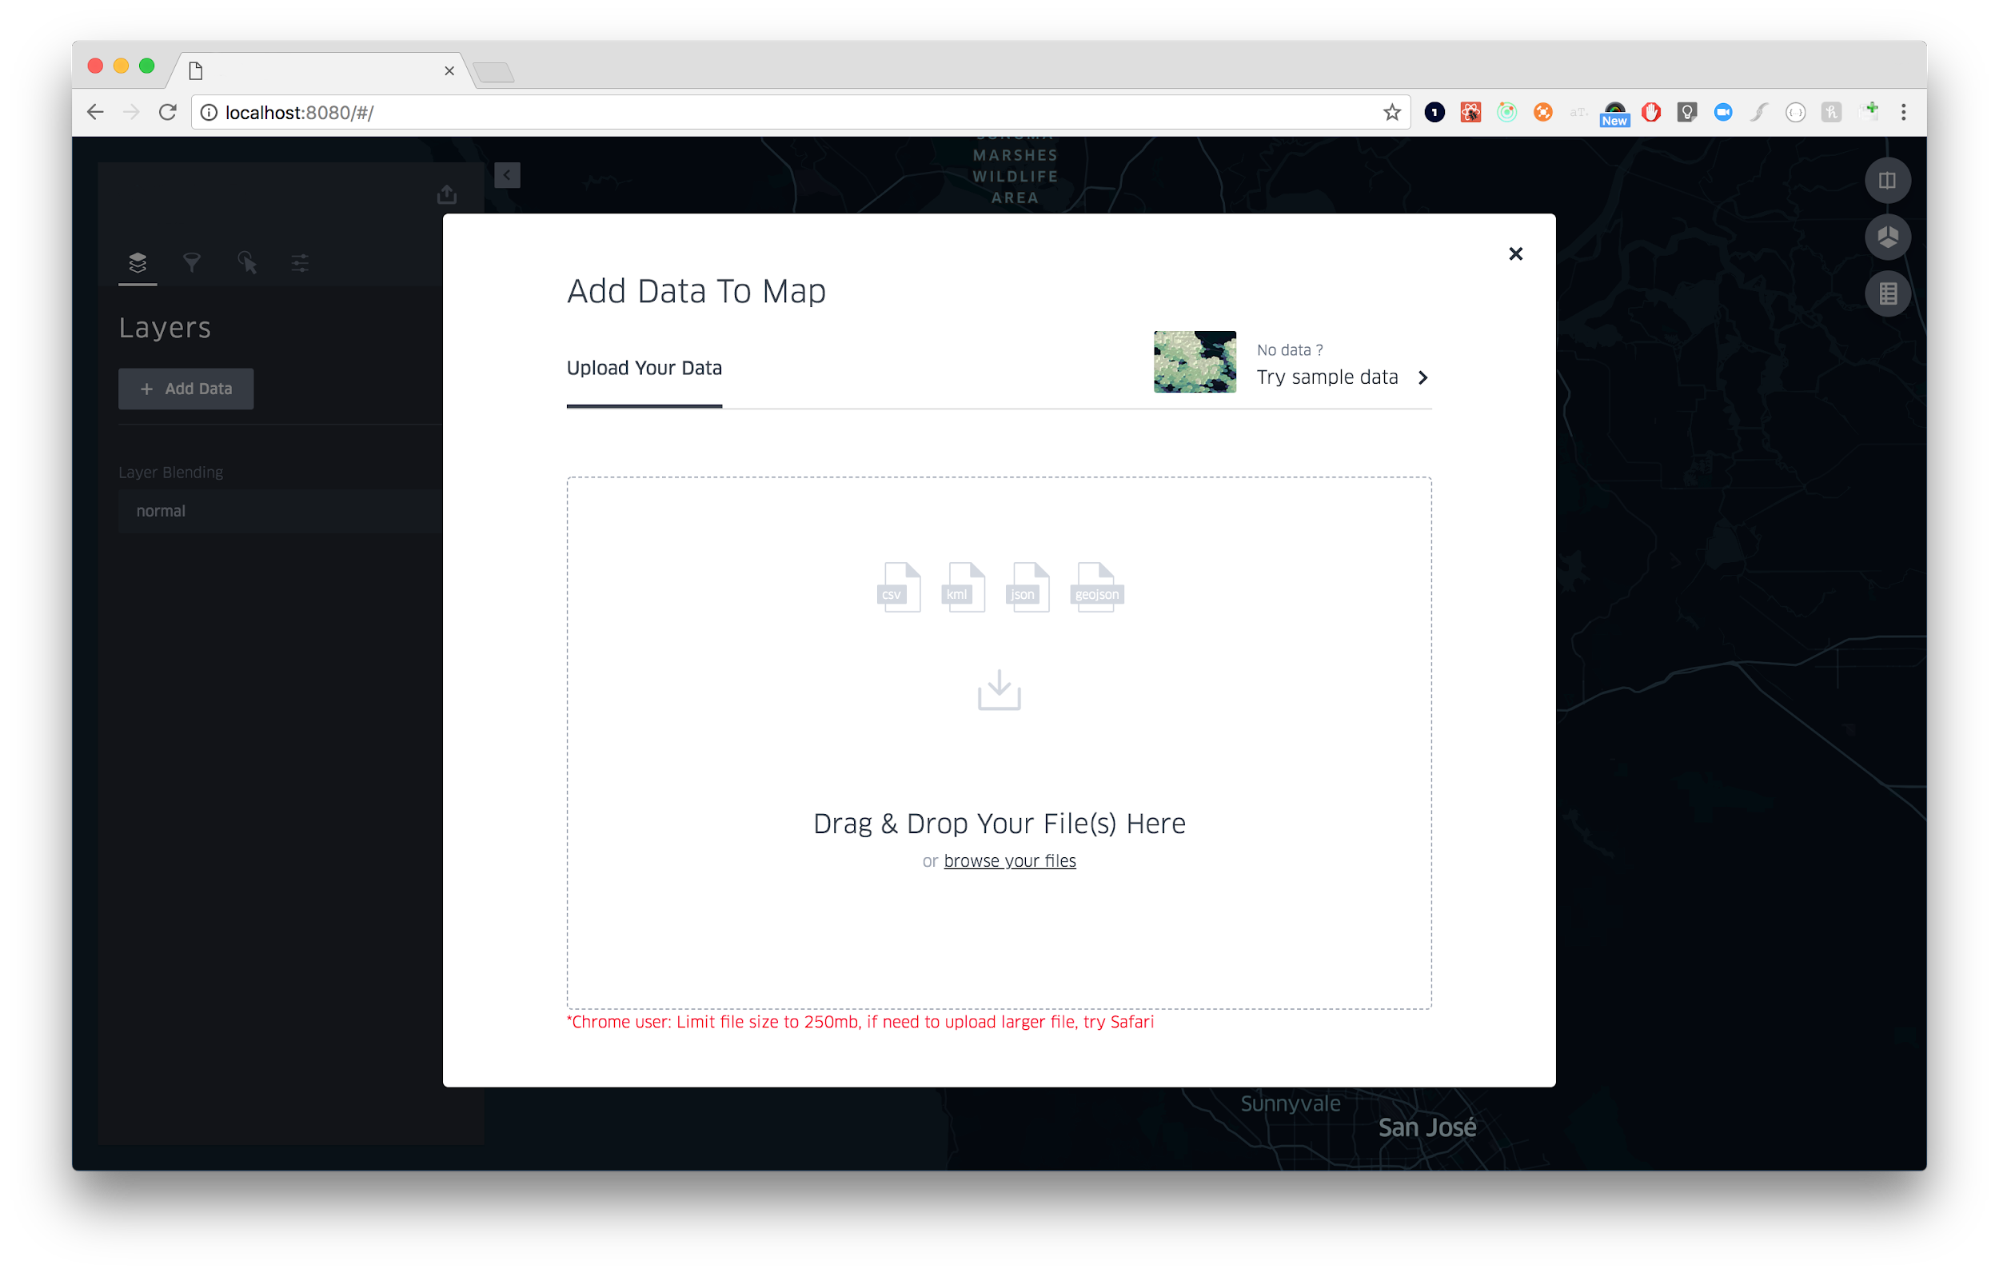 localhost:8080/#/
1
New
MARSHES
WILDLIFE
AREA
Layers
+ Add Data
Layer Blending
normal
Add Data To Map
Upload Your Data
No data ?
Try sample data
csv
kml
json
geojson
Drag & Drop Your File(s) Here
or browse your files
*Chrome user: Limit file size to 250mb, if need to upload larger file, try Safari
Sunnyvale
San José